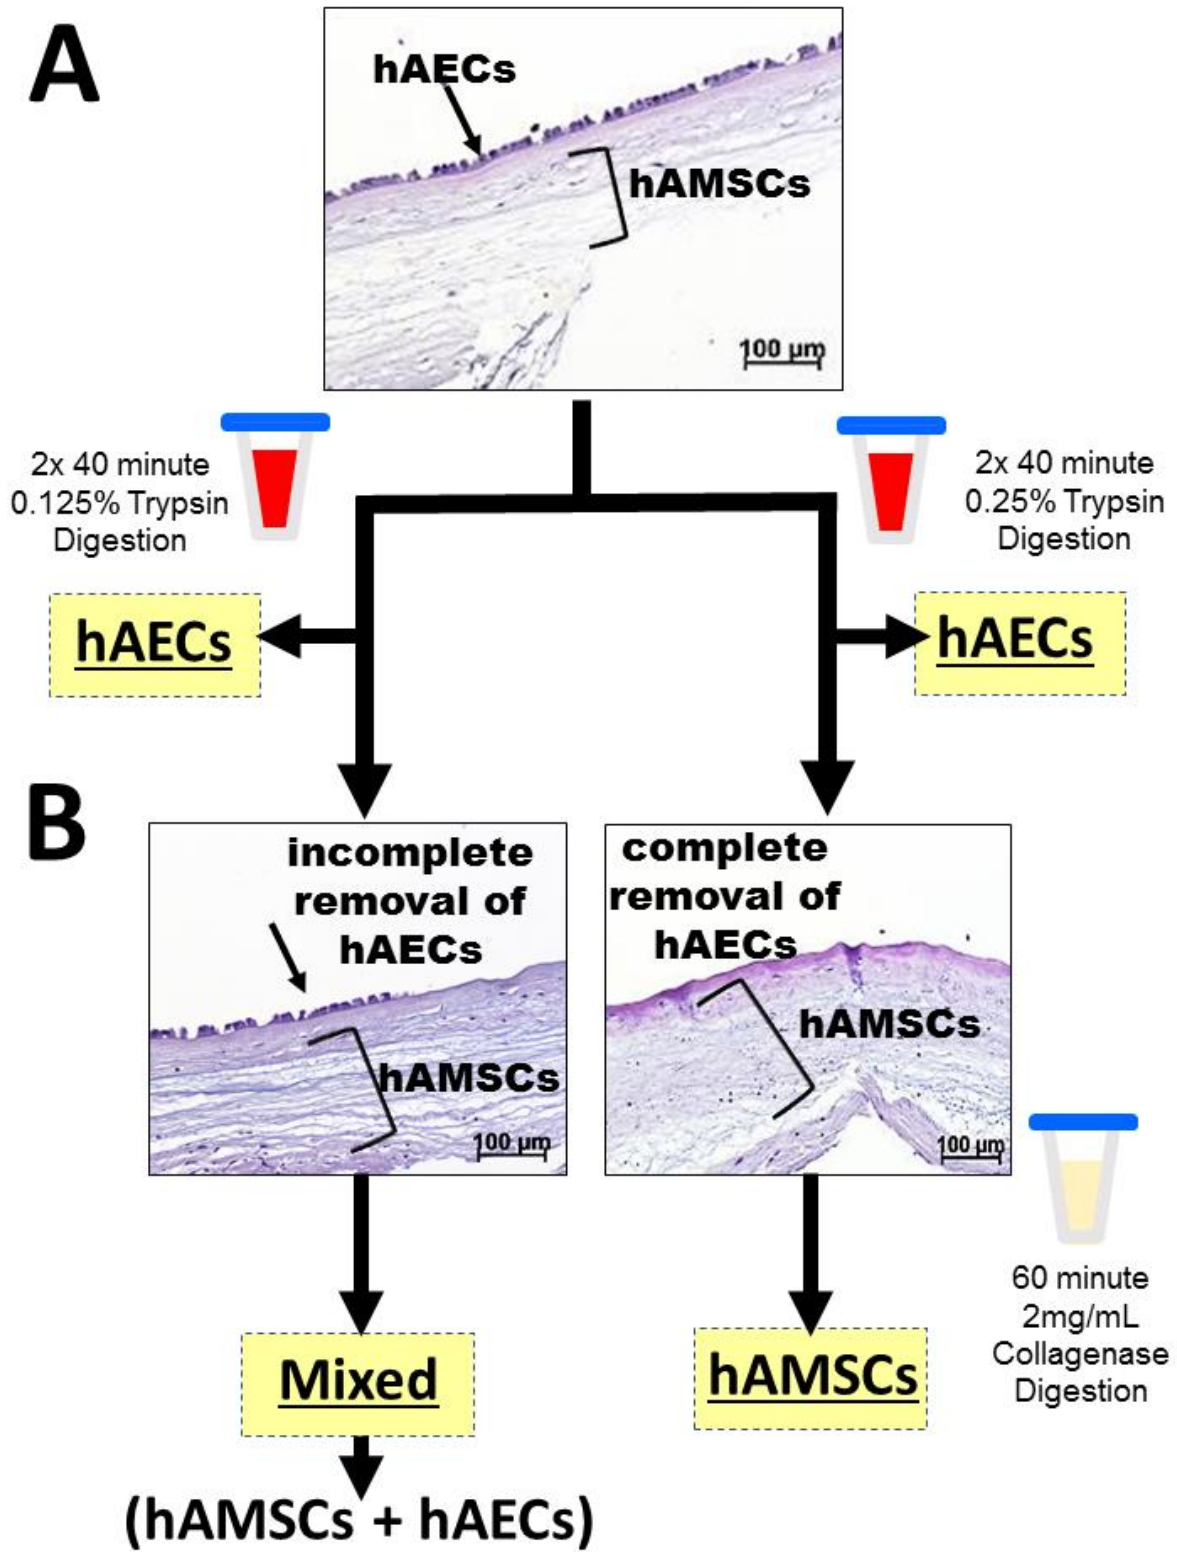 A
hAECs
hAMSCs
100 µm
2x 40 minute
0.125% Trypsin
Digestion
2x 40 minute
0.25% Trypsin
Digestion
hAECs
hAECs
B
incomplete
removal of
hAECs
hAMSCs
100 µm
complete
removal of
hAECs
hAMSCs
100 µm
60 minute
2mg/mL
Collagenase
Digestion
Mixed
hAMSCs
(hAMSCs + hAECs)